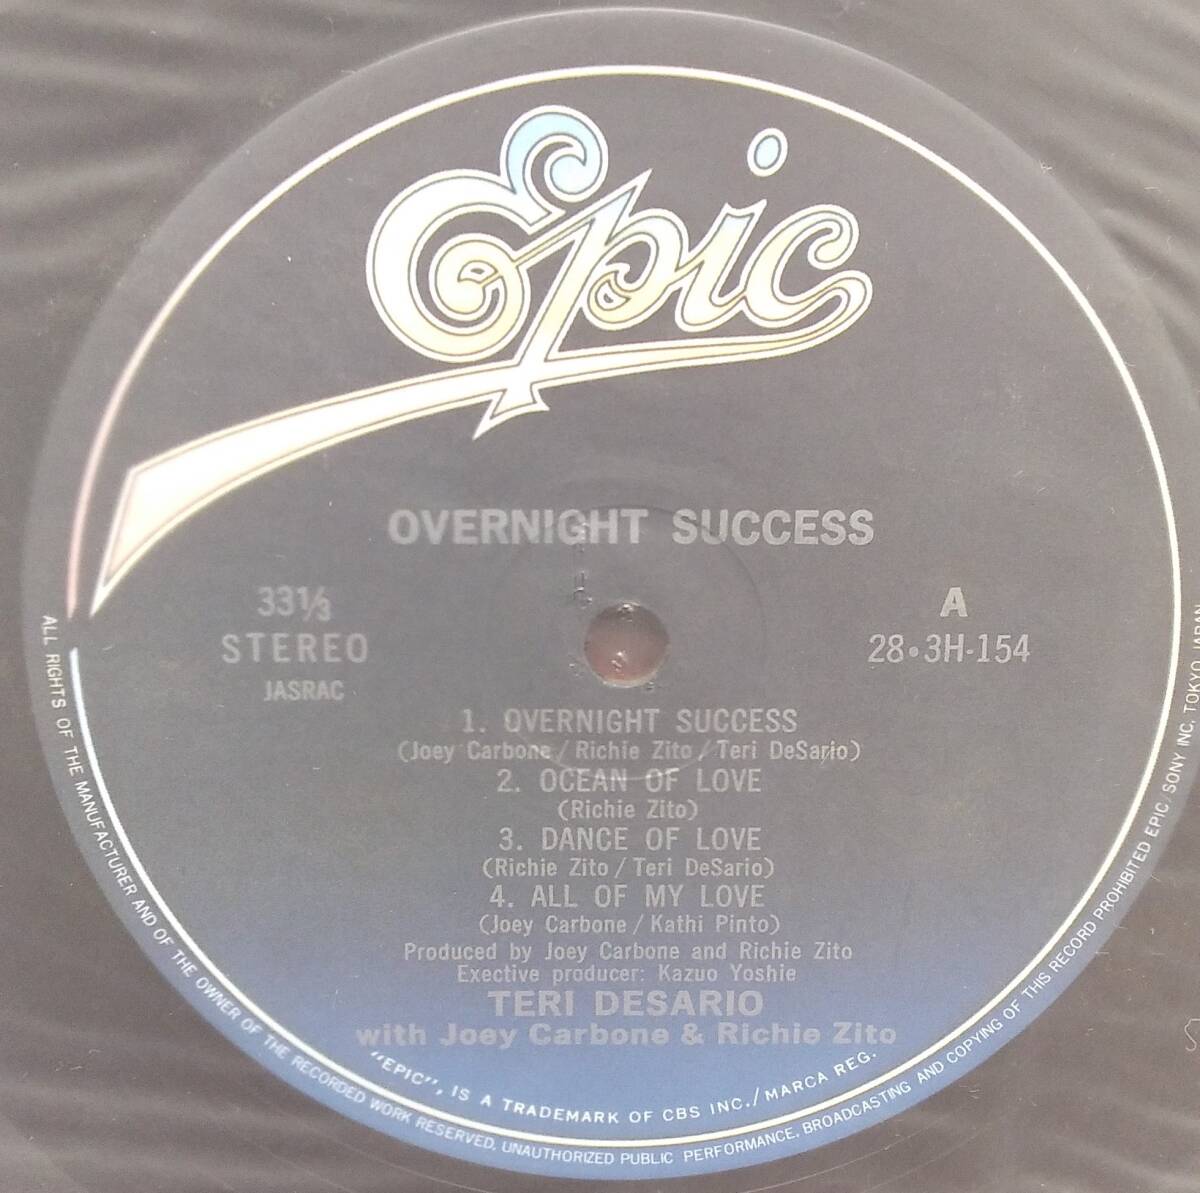 Epic
OVERNIGHT SUCCESS
33⅓
STEREO
JASRAC
A
28・3H-154
1. OVERNIGHT SUCCESS
(Joey Carbone / Richie Zito / Teri DeSario)
2. OCEAN OF LOVE
(Richie Zito)
3. DANCE OF LOVE
(Richie Zito / Teri DeSario)
4. ALL OF MY LOVE
(Joey Carbone / Kathi Pinto)
Produced by Joey Carbone and Richie Zito
Exective producer: Kazuo Yoshie
TERI DESARIO
with Joey Carbone & Richie Zito
"EPIC", IS A TRADEMARK OF CBS INC./MARCA REG.
ALL RIGHTS OF THE MANUFACTURER AND OF THE OWNER OF THE RECORDED WORK RESERVED. UNAUTHORIZED PUBLIC PERFORMANCE, BROADCASTING AND COPYING OF THIS RECORD PROHIBITED EPIC/SONY INC. TOKYO JAPAN